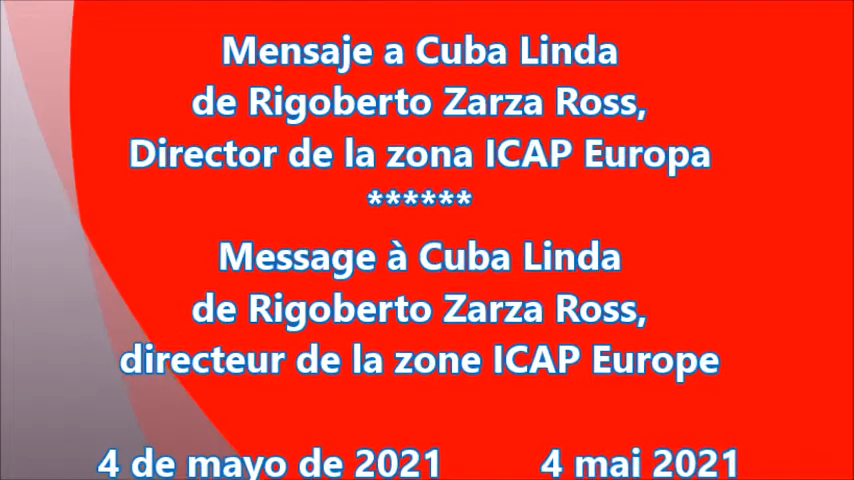 Mensaje a Cuba Linda
de Rigoberto Zarza Ross,
Director de la zona ICAP Europa
******
Message à Cuba Linda
de Rigoberto Zarza Ross,
directeur de la zone ICAP Europe
4 de mayo de 2021 4 mai 2021